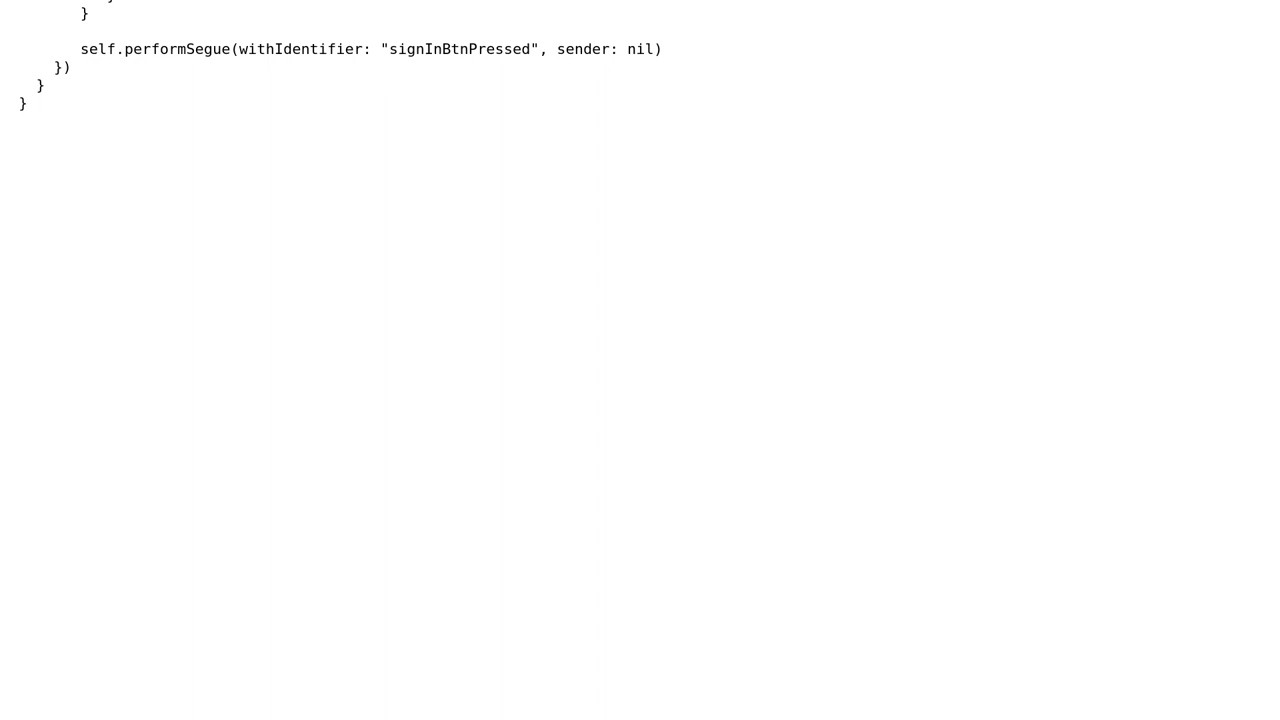 }
self.performSegue(withIdentifier: "signInBtnPressed", sender: nil)
})
}
}